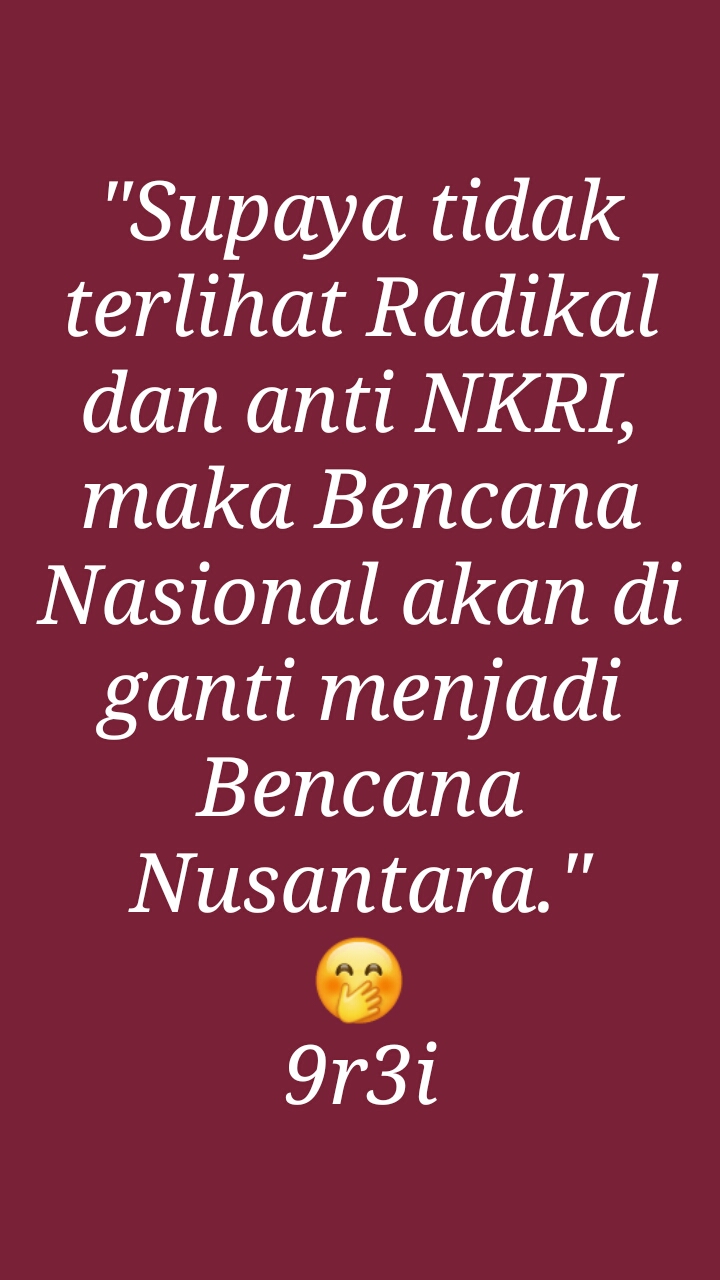 "Supaya tidak
terlihat Radikal
dan anti NKRI,
maka Bencana
Nasional akan di
ganti menjadi
Bencana
Nusantara."
🤭
9r3i